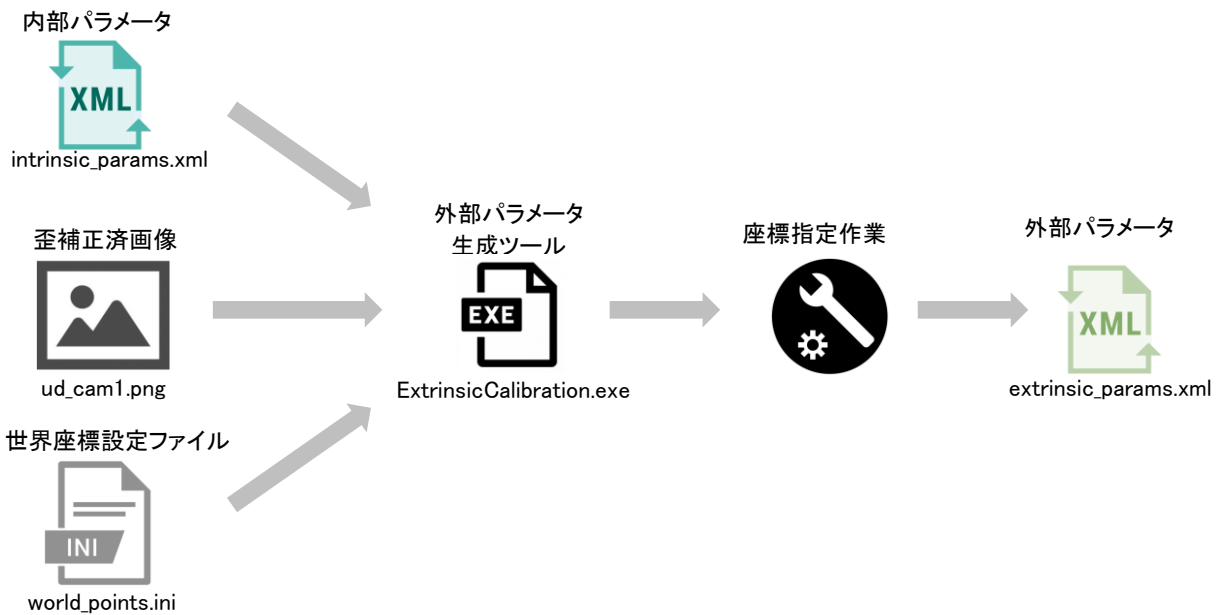 内部パラメータ
XML
intrinsic_params.xml
歪補正済画像
ud_cam1.png
世界座標設定ファイル
INI
world_points.ini
外部パラメータ
生成ツール
EXE
ExtrinsicCalibration.exe
座標指定作業
外部パラメータ
XML
extrinsic_params.xml